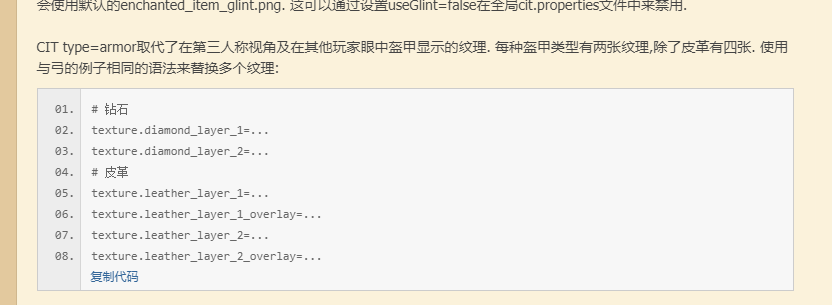 会使用默认的enchanted_item_glint.png. 这可以通过设置useGlint=false在全局cit.properties文件中来禁用.
CIT type=armor取代了在第三人称视角及在其他玩家眼中盔甲显示的纹理. 每种盔甲类型有两张纹理,除了皮革有四张. 使用
与弓的例子相同的语法来替换多个纹理:
01. # 钻石
02. texture.diamond_layer_1=...
03. texture.diamond_layer_2=...
04. # 皮革
05. texture.leather_layer_1=...
06. texture.leather_layer_1_overlay=...
07. texture.leather_layer_2=...
08. texture.leather_layer_2_overlay=...
复制代码